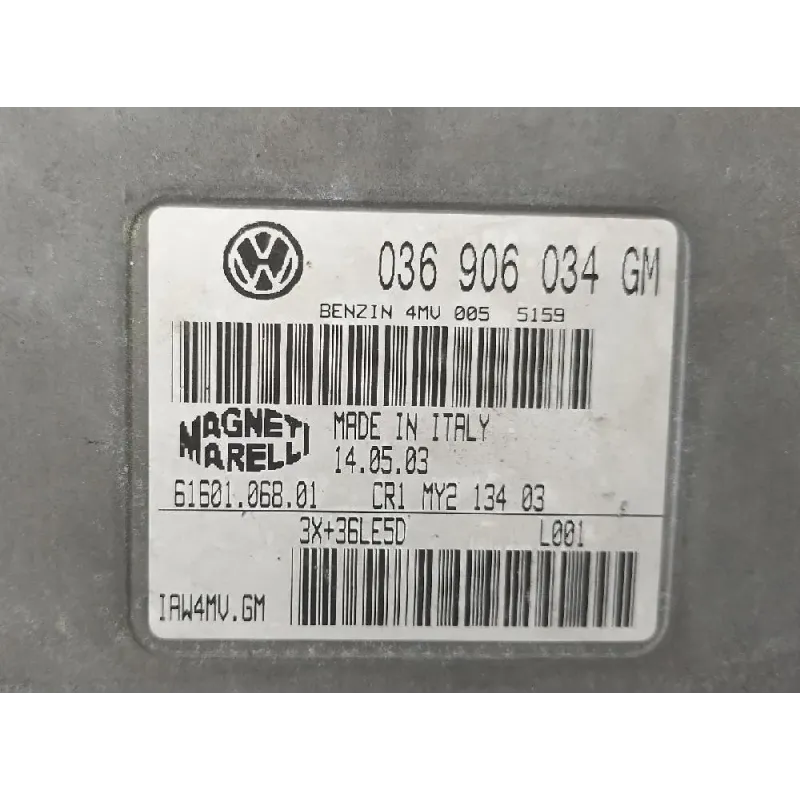 036 906 034 GM
BENZIN 4MV 005 5159
MAGNETI
MARELLI
MADE IN ITALY
14.05.03
61601.068.01 CR1 MY2 134 03
3X+36LE5D L001
IAW4MV.GM